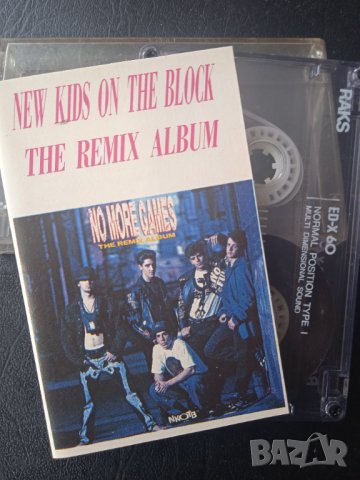 NEW KIDS ON THE BLOCK
THE REMIX ALBUM
NO MORE GAMES
THE REMIX ALBUM
NKOTB
RAKS
ED-X 60
NORMAL POSITION TYPE I
MULTI DIMENSIONAL SOUND
BAZAR